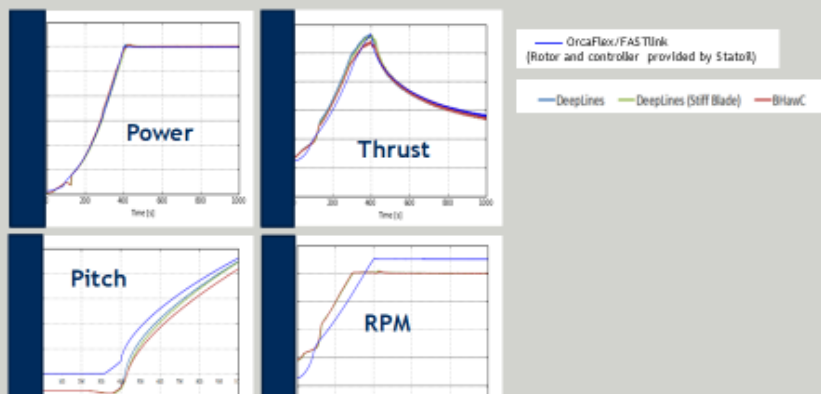 OrcaFlex/FASTlink
(Rotor and controller provided by Statoil)
DeepLines DeepLines (Stiff Blade) BHawC
Power
0 200 400 600 800 1000
Time [s]
Thrust
0 200 400 600 800 1000
Time [s]
Pitch
RPM